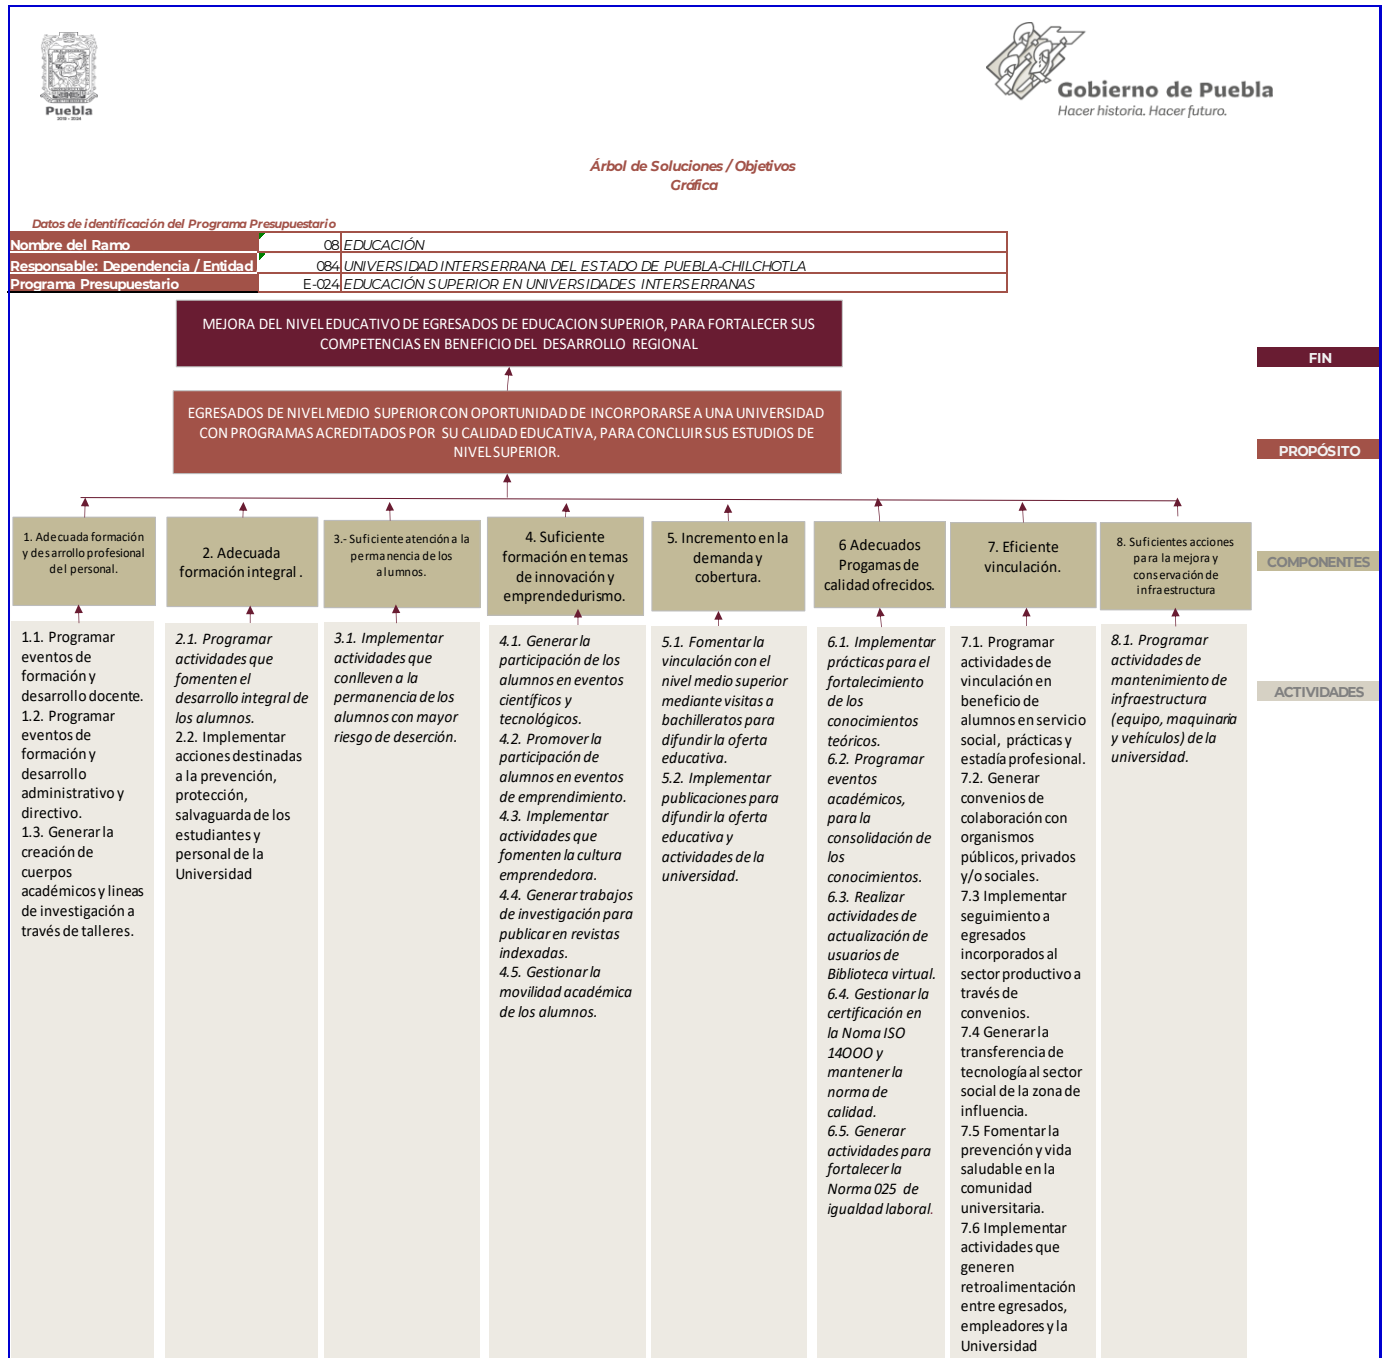 Puebla
2019 - 2024
Gobierno de Puebla
Hacer historia. Hacer futuro.
Árbol de Soluciones / Objetivos
Gráfica
Datos de identificación del Programa Presupuestario
Nombre del Ramo 08 EDUCACIÓN
Responsable: Dependencia / Entidad 084 UNIVERSIDAD INTERSERRANA DEL ESTADO DE PUEBLA-CHILCHOTLA
Programa Presupuestario E-024 EDUCACIÓN SUPERIOR EN UNIVERSIDADES INTERSERRANAS
MEJORA DEL NIVEL EDUCATIVO DE EGRESADOS DE EDUCACION SUPERIOR, PARA FORTALECER SUS
COMPETENCIAS EN BENEFICIO DEL DESARROLLO REGIONAL
FIN
EGRESADOS DE NIVEL MEDIO SUPERIOR CON OPORTUNIDAD DE INCORPORARSE A UNA UNIVERSIDAD
CON PROGRAMAS ACREDITADOS POR SU CALIDAD EDUCATIVA, PARA CONCLUIR SUS ESTUDIOS DE
NIVEL SUPERIOR.
PROPÓSITO
1. Adecuada formación
y desarrollo profesional
del personal.
2. Adecuada
formación integral .
3.- Suficiente atención a la
permanencia de los
alumnos.
4. Suficiente
formación en temas
de innovación y
emprendedurismo.
5. Incremento en la
demanda y
cobertura.
6 Adecuados
Progamas de
calidad ofrecidos.
7. Eficiente
vinculación.
8. Suficientes acciones
para la mejora y
conservación de
infraestructura
COMPONENTES
1.1. Programar
eventos de
formación y
desarrollo docente.
1.2. Programar
eventos de
formación y
desarrollo
administrativo y
directivo.
1.3. Generar la
creación de
cuerpos
académicos y lineas
de investigación a
través de talleres.
2.1. Programar
actividades que
fomenten el
desarrollo integral de
los alumnos.
2.2. Implementar
acciones destinadas
a la prevención,
protección,
salvaguarda de los
estudiantes y
personal de la
Universidad
3.1. Implementar
actividades que
conlleven a la
permanencia de los
alumnos con mayor
riesgo de deserción.
4.1. Generar la
participación de los
alumnos en eventos
científicos y
tecnológicos.
4.2. Promover la
participación de
alumnos en eventos
de emprendimiento.
4.3. Implementar
actividades que
fomenten la cultura
emprendedora.
4.4. Generar trabajos
de investigación para
publicar en revistas
indexadas.
4.5. Gestionar la
movilidad académica
de los alumnos.
5.1. Fomentar la
vinculación con el
nivel medio superior
mediante visitas a
bachilleratos para
difundir la oferta
educativa.
5.2. Implementar
publicaciones para
difundir la oferta
educativa y
actividades de la
universidad.
6.1. Implementar
prácticas para el
fortalecimiento
de los
conocimientos
teóricos.
6.2. Programar
eventos
académicos,
para la
consolidación de
los
conocimientos.
6.3. Realizar
actividades de
actualización de
usuarios de
Biblioteca virtual.
6.4. Gestionar la
certificación en
la Noma ISO
14OOO y
mantener la
norma de
calidad.
6.5. Generar
actividades para
fortalecer la
Norma 025 de
igualdad laboral.
7.1. Programar
actividades de
vinculación en
beneficio de
alumnos en servicio
social, prácticas y
estadía profesional.
7.2. Generar
convenios de
colaboración con
organismos
públicos, privados
y/o sociales.
7.3 Implementar
seguimiento a
egresados
incorporados al
sector productivo a
través de
convenios.
7.4 Generar la
transferencia de
tecnología al sector
social de la zona de
influencia.
7.5 Fomentar la
prevención y vida
saludable en la
comunidad
universitaria.
7.6 Implementar
actividades que
generen
retroalimentación
entre egresados,
empleadores y la
Universidad
8.1. Programar
actividades de
mantenimiento de
infraestructura
(equipo, maquinaria
y vehículos) de la
universidad.
ACTIVIDADES